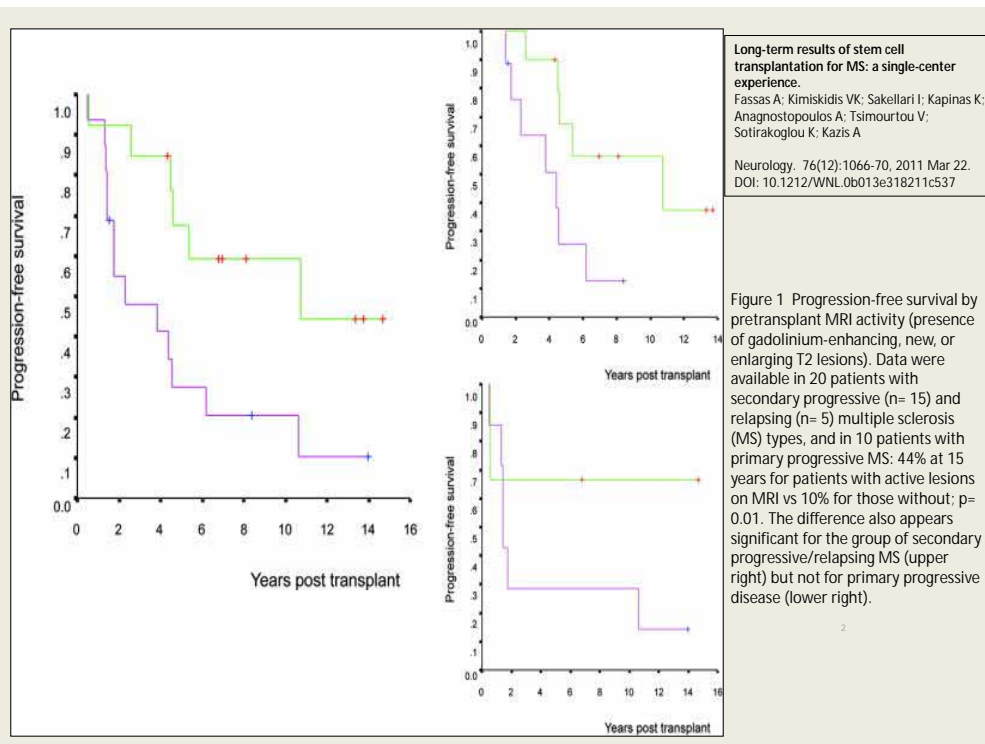 1.0
.9
.8
.7
.6
.5
.4
.3
.2
.1
0.0
Progression-free survival
0 2 4 6 8 10 12 14 16
Years post transplant
1.0
.9
.8
.7
.6
.5
.4
.3
.2
.1
0.0
Progression-free survival
0 2 4 6 8 10 12 14
Years post transplant
1.0
.9
.8
.7
.6
.5
.4
.3
.2
.1
0.0
Progression-free survival
0 2 4 6 8 10 12 14 16
Years post transplant
Long-term results of stem cell
transplantation for MS: a single-center
experience.
Fassas A; Kimiskidis VK; Sakellari I; Kapinas K;
Anagnostopoulos A; Tsimourtou V;
Sotirakoglou K; Kazis A
Neurology. 76(12):1066-70, 2011 Mar 22.
DOI: 10.1212/WNL.0b013e318211c537
Figure 1 Progression-free survival by
pretransplant MRI activity (presence
of gadolinium-enhancing, new, or
enlarging T2 lesions). Data were
available in 20 patients with
secondary progressive (n= 15) and
relapsing (n= 5) multiple sclerosis
(MS) types, and in 10 patients with
primary progressive MS: 44% at 15
years for patients with active lesions
on MRI vs 10% for those without; p=
0.01. The difference also appears
significant for the group of secondary
progressive/relapsing MS (upper
right) but not for primary progressive
disease (lower right).
2